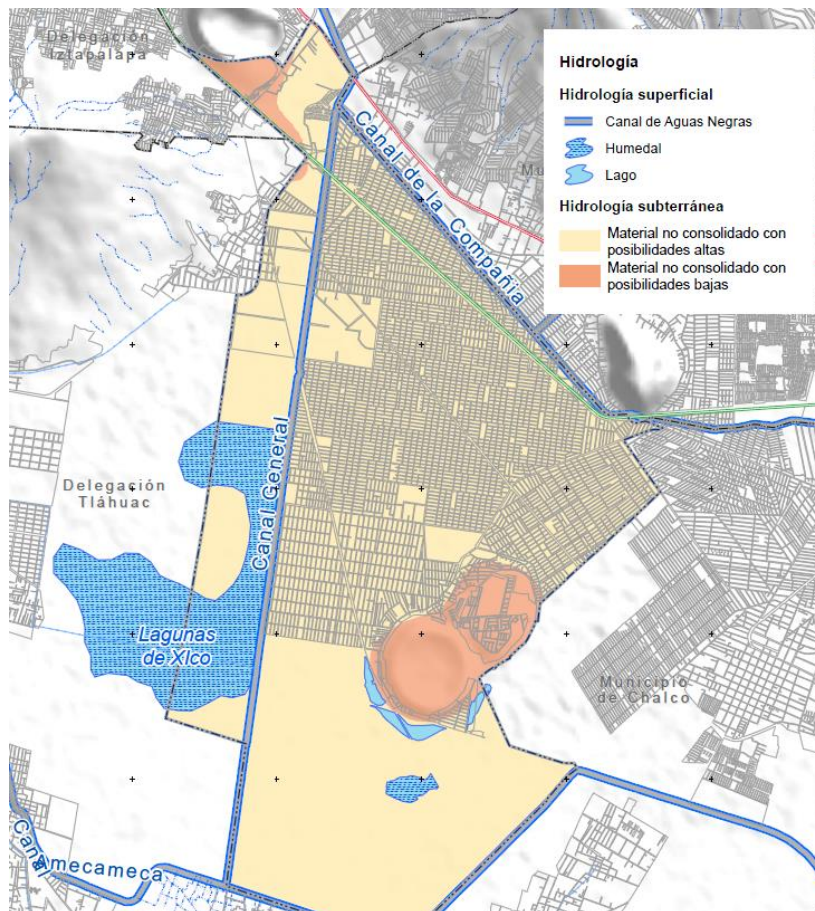 Delegación
Iztapalapa
Hidrología
Hidrología superficial
Canal de Aguas Negras
Humedal
Lago
Hidrología subterránea
Material no consolidado con
posibilidades altas
Material no consolidado con
posibilidades bajas
Canal de la Compañia
Canal General
Delegación
Tláhuac
Lagunas
de Xico
Municipio
de Chalco
Canal
Amecameca